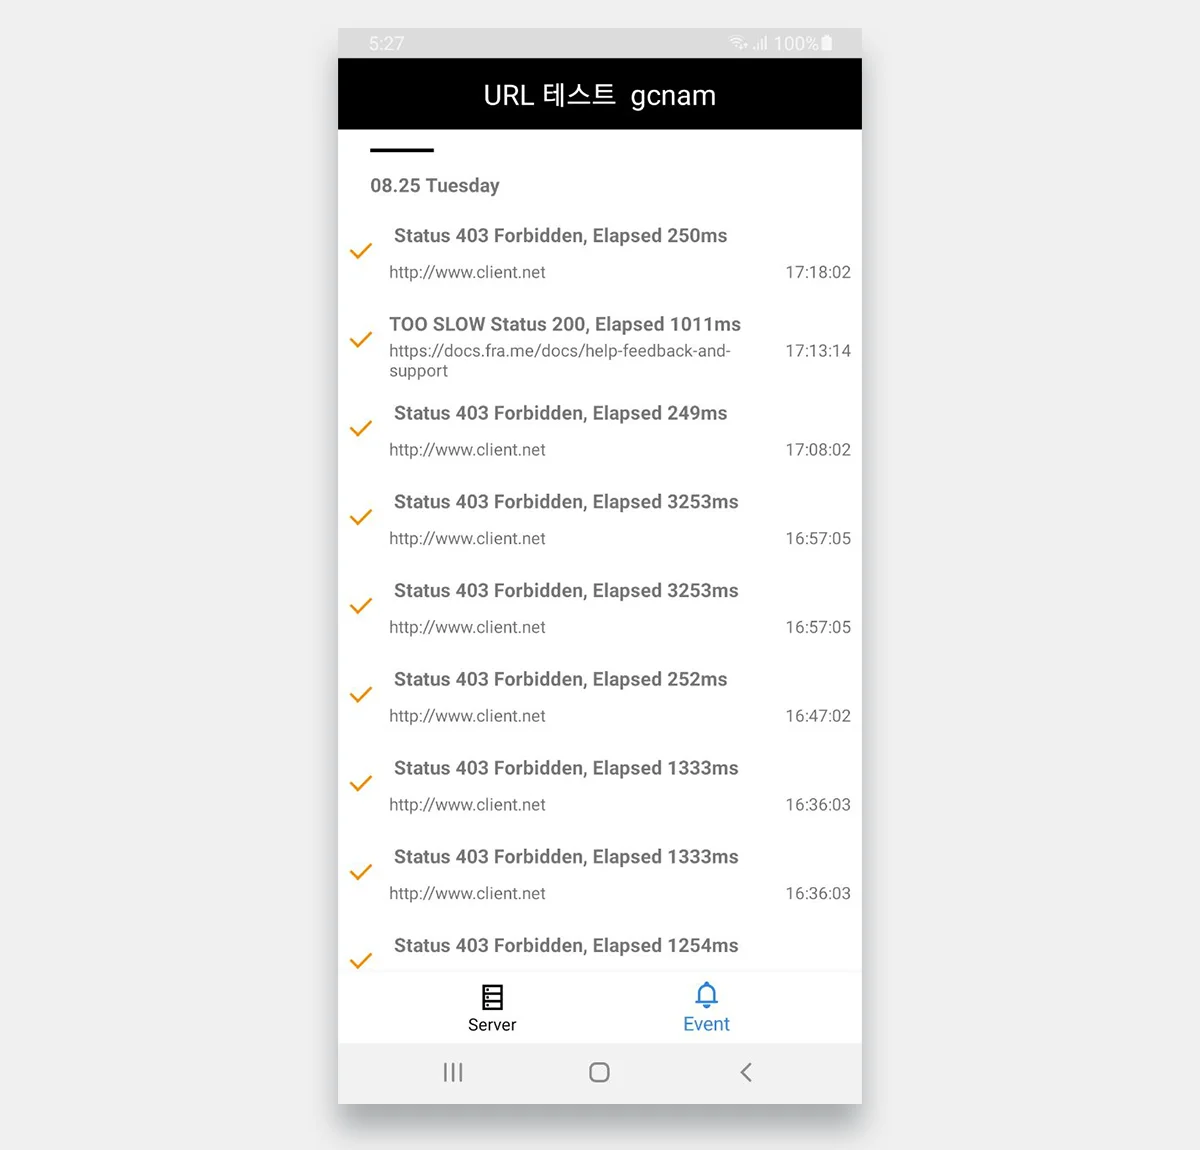 5:27
100%
URL 테스트 gcnam
08.25 Tuesday
Status 403 Forbidden, Elapsed 250ms
http://www.client.net 17:18:02
TOO SLOW Status 200, Elapsed 1011ms
https://docs.fra.me/docs/help-feedback-and- 17:13:14
support
Status 403 Forbidden, Elapsed 249ms
http://www.client.net 17:08:02
Status 403 Forbidden, Elapsed 3253ms
http://www.client.net 16:57:05
Status 403 Forbidden, Elapsed 3253ms
http://www.client.net 16:57:05
Status 403 Forbidden, Elapsed 252ms
http://www.client.net 16:47:02
Status 403 Forbidden, Elapsed 1333ms
http://www.client.net 16:36:03
Status 403 Forbidden, Elapsed 1333ms
http://www.client.net 16:36:03
Status 403 Forbidden, Elapsed 1254ms
Server
Event